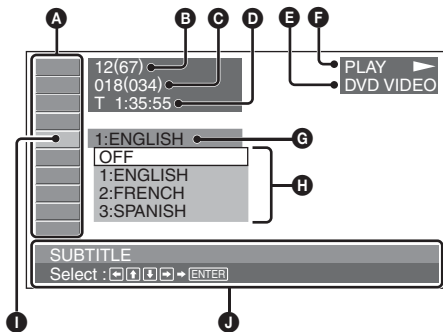 A
B
C
D
E
F
12(67)
018(034)
T 1:35:55
PLAY
DVD VIDEO
1:ENGLISH
G
OFF
1:ENGLISH
2:FRENCH
3:SPANISH
H
SUBTITLE
Select : ←↑↓→ → ENTER
I
J